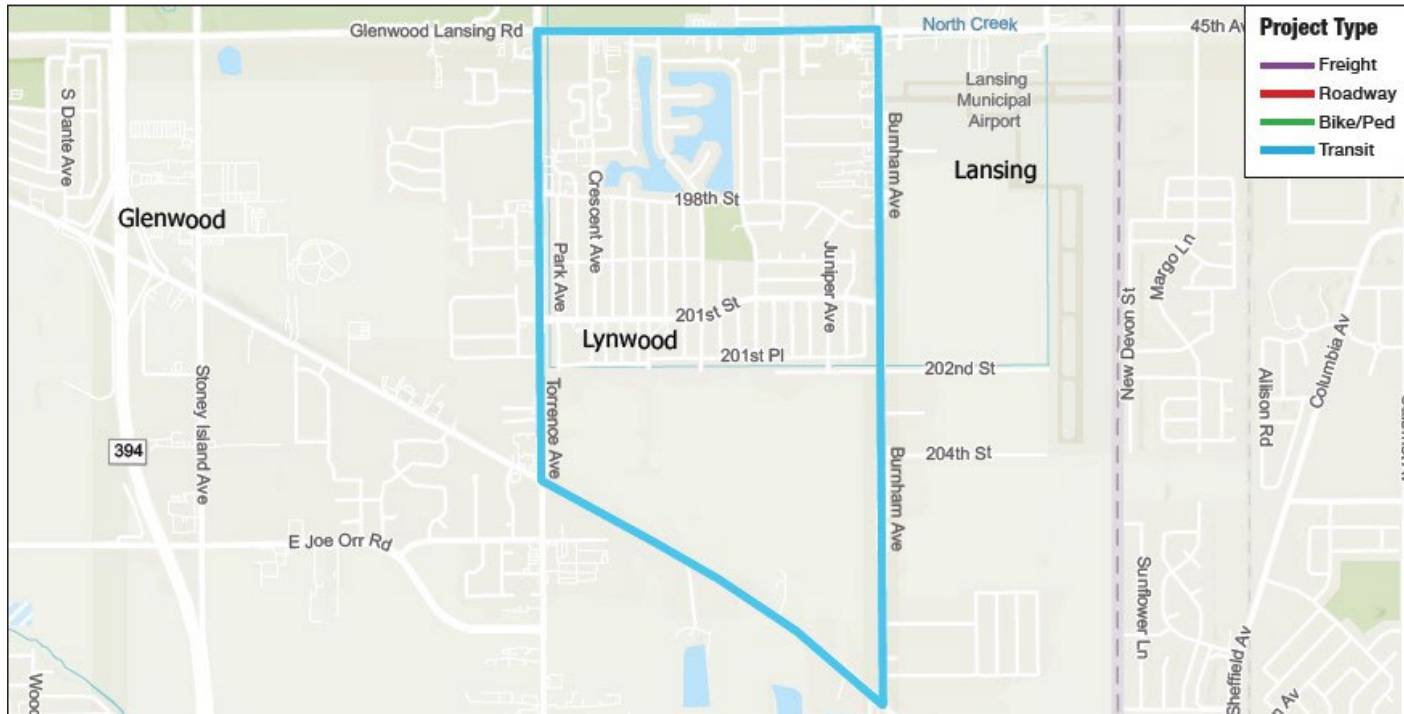 Glenwood Lansing Rd
North Creek
45th Av
Project Type
Freight
Roadway
Bike/Ped
Transit
S Dante Ave
Lansing
Municipal
Airport
Burnham Ave
Lansing
Glenwood
Crescent Ave
198th St
Park Ave
Juniper Ave
Margo Ln
201st St
Lynwood
201st Pl
202nd St
New Devon St
Columbia Av
Allison Rd
Stoney Island Ave
Torrence Ave
394
204th St
Burnham Ave
E Joe Orr Rd
Sunflower Ln
Sheffield Av
Wood
Av